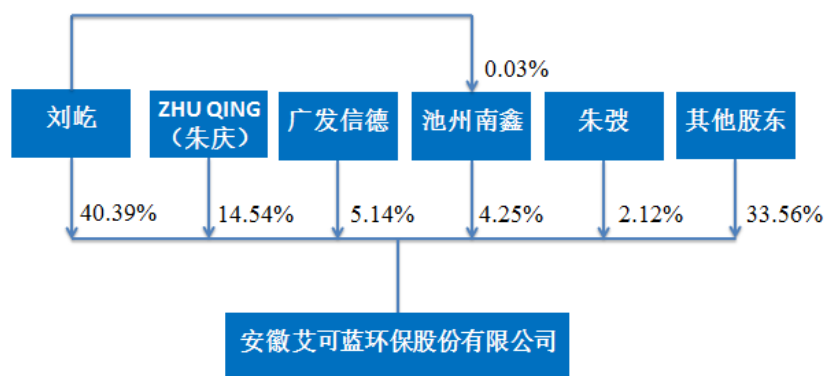 0.03%
刘屹
ZHU QING
（朱庆）
广发信德
池州南鑫
朱弢
其他股东
40.39%
14.54%
5.14%
4.25%
2.12%
33.56%
安徽艾可蓝环保股份有限公司